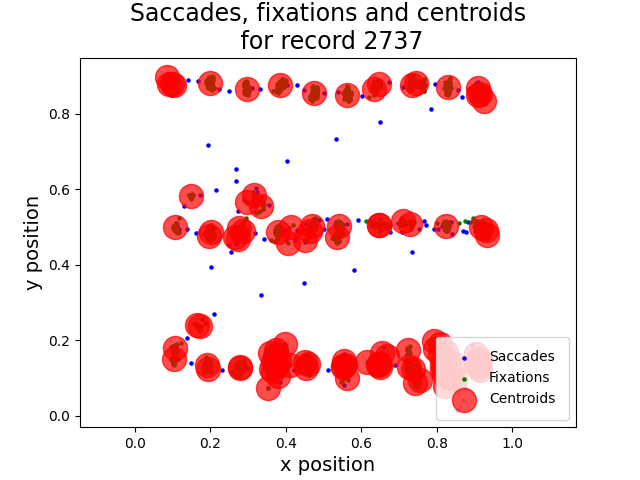 Saccades, fixations and centroids
for record 2737
y position
0.8
0.6
0.4
0.2
0.0
Saccades
Fixations
Centroids
0.0 0.2 0.4 0.6 0.8 1.0
x position